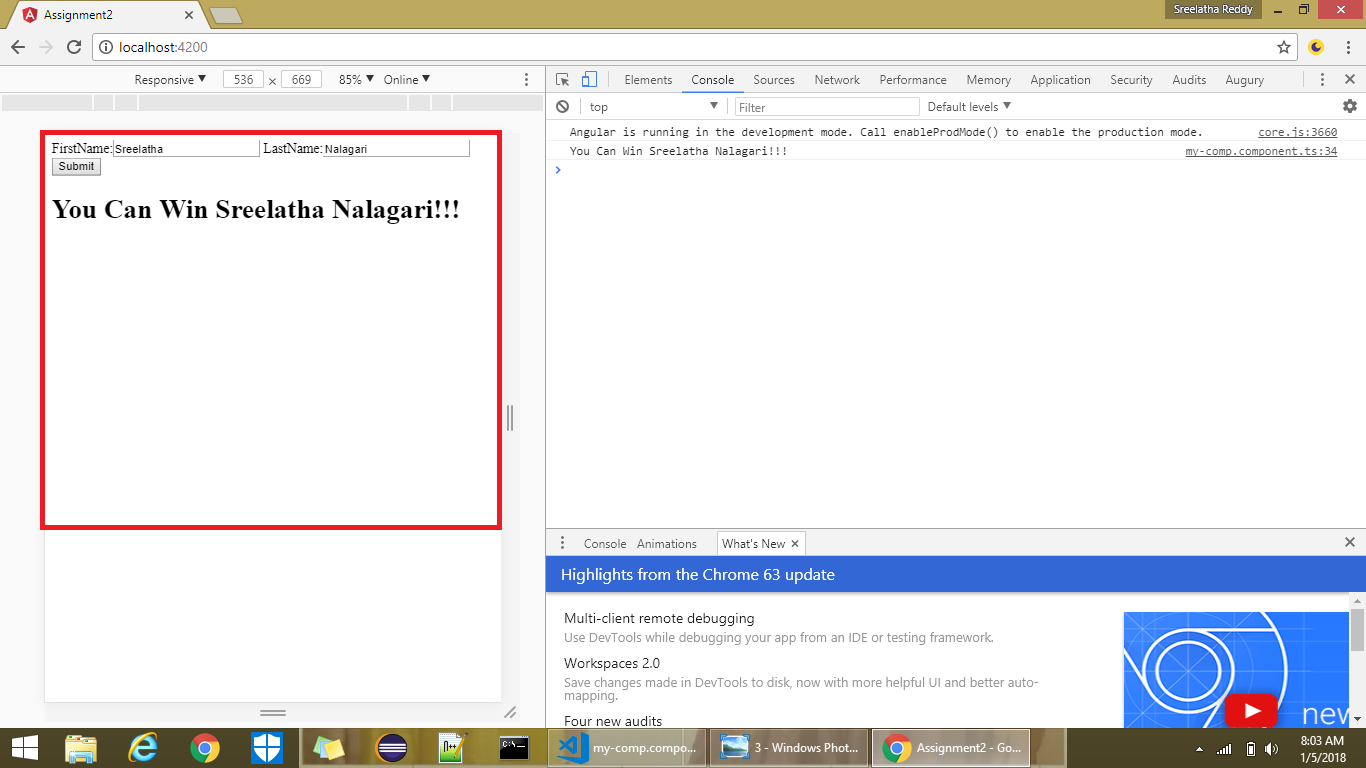 Assignment2
Sreelatha Reddy
localhost:4200
Responsive
536 × 669
85%
Online
FirstName:Sreelatha LastName:Nalagari
Submit
You Can Win Sreelatha Nalagari!!!
Elements Console Sources Network Performance Memory Application Security Audits Augury
top
Filter
Default levels
Angular is running in the development mode. Call enableProdMode() to enable the production mode. core.js:3660
You Can Win Sreelatha Nalagari!!! my-comp.component.ts:34
Console Animations What's New
Highlights from the Chrome 63 update
Multi-client remote debugging
Use DevTools while debugging your app from an IDE or testing framework.
Workspaces 2.0
Save changes made in DevTools to disk, now with more helpful UI and better auto-
mapping.
Four new audits
new
my-comp.compo...
3 - Windows Phot...
Assignment2 - Go...
8:03 AM
1/5/2018